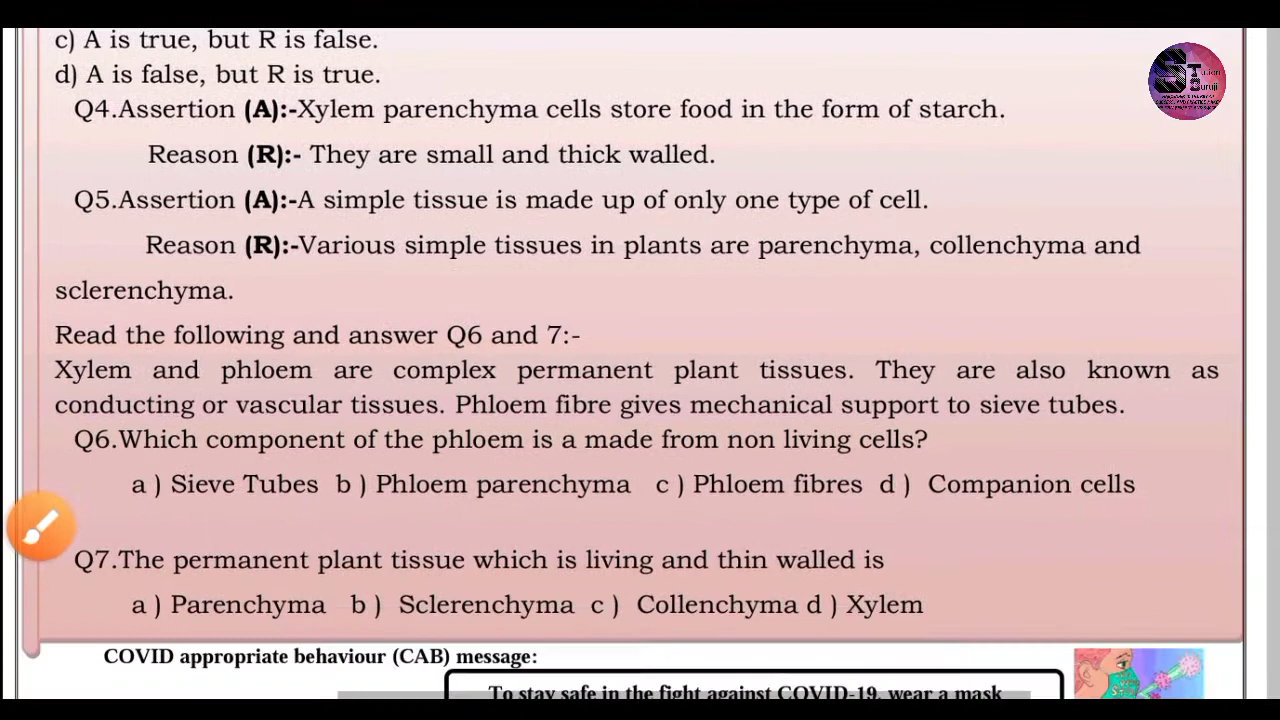 c) A is true, but R is false.
d) A is false, but R is true.
Q4.Assertion (A):-Xylem parenchyma cells store food in the form of starch.
Reason (R):- They are small and thick walled.
Q5.Assertion (A):-A simple tissue is made up of only one type of cell.
Reason (R):-Various simple tissues in plants are parenchyma, collenchyma and
sclerenchyma.
Read the following and answer Q6 and 7:-
Xylem and phloem are complex permanent plant tissues. They are also known as
conducting or vascular tissues. Phloem fibre gives mechanical support to sieve tubes.
Q6.Which component of the phloem is a made from non living cells?
a ) Sieve Tubes b ) Phloem parenchyma c ) Phloem fibres d ) Companion cells
Q7.The permanent plant tissue which is living and thin walled is
a ) Parenchyma b ) Sclerenchyma c ) Collenchyma d ) Xylem
COVID appropriate behaviour (CAB) message:
To stay safe in the fight against COVID-19, wear a mask